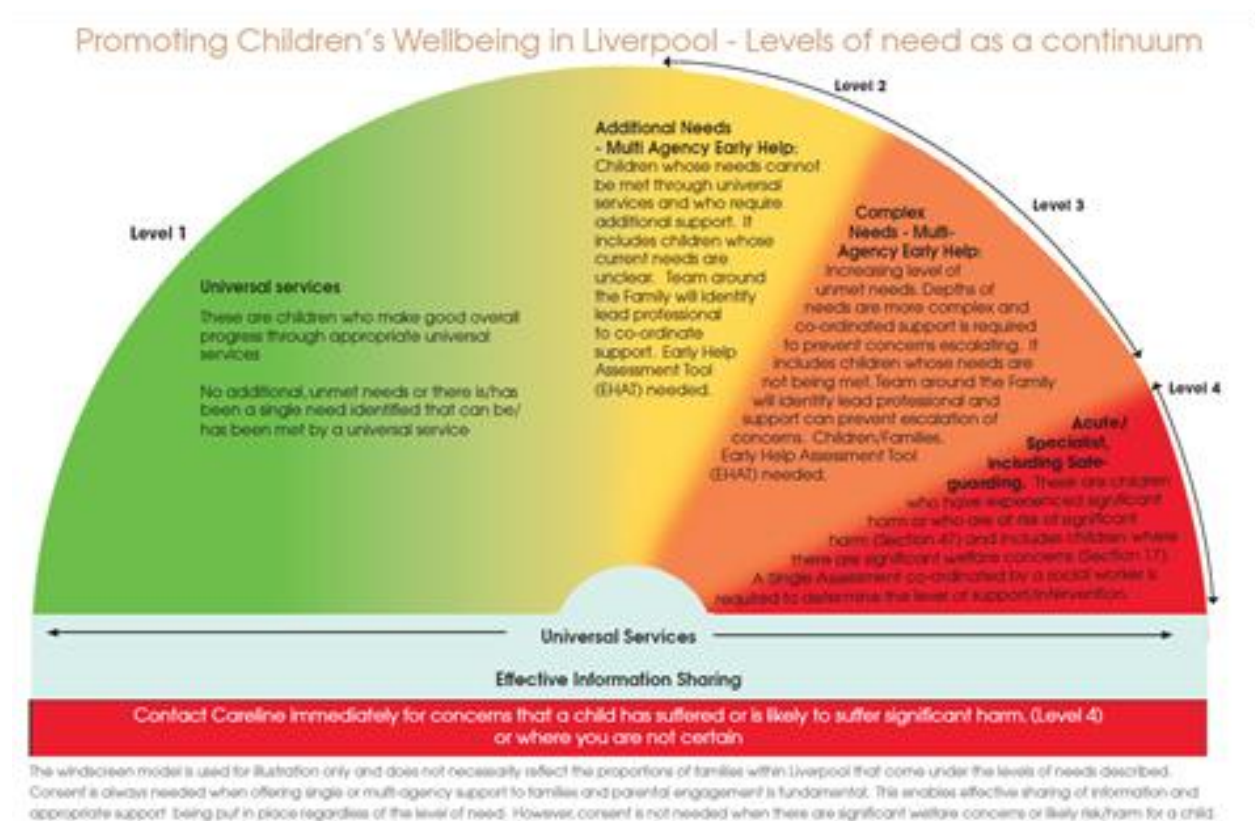 Promoting Children's Wellbeing in Liverpool - Levels of need as a continuum
Level 1
Universal services
These are children who make good overall
progress through appropriate universal
services
No additional, unmet needs or there is/has
been a single need identified that can be/
has been met by a universal service
Level 2
Additional Needs
- Multi Agency Early Help:
Children whose needs cannot
be met through universal
services and who require
additional support. It
includes children whose
current needs are
unclear. Team around
the Family will identify
lead professional
to co-ordinate
support. Early Help
Assessment Tool
(EHAT) needed.
Level 3
Complex
Needs - Multi-
Agency Early Help:
Increasing level of
unmet needs. Depths of
needs are more complex and
co-ordinated support is required
to prevent concerns escalating. It
includes children whose needs are
not being met. Team around the Family
will identify lead professional and
support can prevent escalation of
concerns. Children/Families.
Early Help Assessment Tool
(EHAT) needed.
Level 4
Acute/
Specialist,
including Safe-
guarding. These are children
who have experienced significant
harm or who are at risk of significant
harm (Section 47) and includes children where
there are significant welfare concerns (Section 17).
A Single Assessment co-ordinated by a social worker is
required to determine the level of support/intervention.
Universal Services
Effective Information Sharing
Contact Careline immediately for concerns that a child has suffered or is likely to suffer significant harm. (Level 4)
or where you are not certain
The windscreen model is used for illustration only and does not necessarily reflect the proportions of families within Liverpool that come under the levels of needs described.
Consent is always needed when offering single or multi-agency support to families and parental engagement is fundamental. This enables effective sharing of information and
appropriate support being put in place regardless of the level of need. However, consent is not needed when there are significant welfare concerns or likely risk/harm for a child.